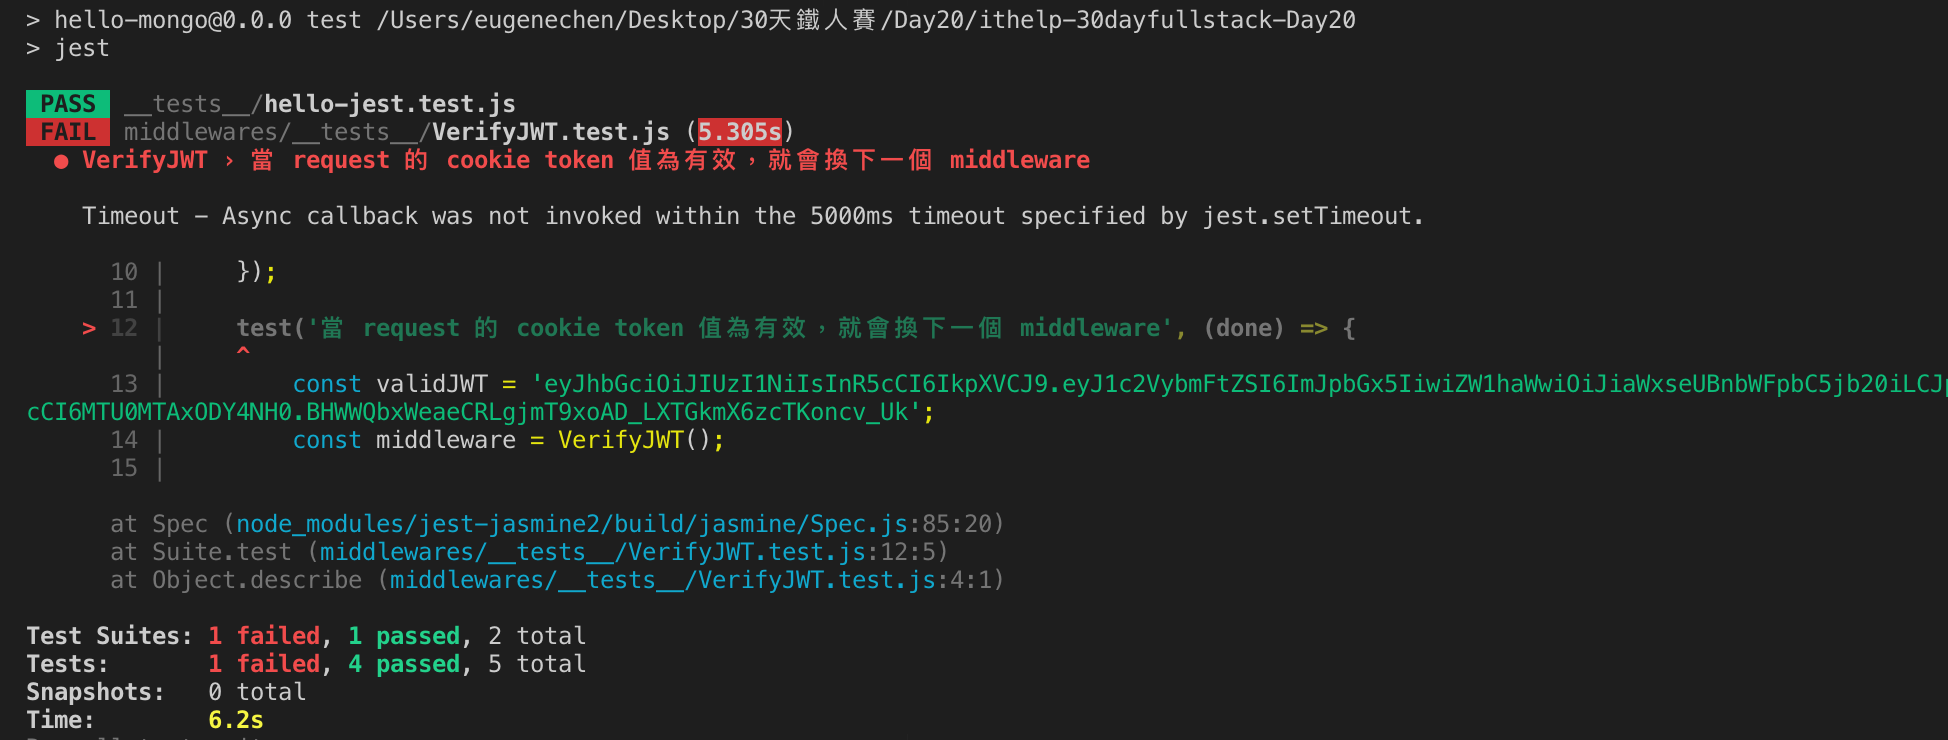 > hello-mongo@0.0.0 test /Users/eugenechen/Desktop/30天鐵人賽/Day20/ithelp-30dayfullstack-Day20
> jest
PASS __tests__/hello-jest.test.js
FAIL middlewares/__tests__/VerifyJWT.test.js (5.305s)
● VerifyJWT › 當 request 的 cookie token 值為有效，就會換下一個 middleware
Timeout - Async callback was not invoked within the 5000ms timeout specified by jest.setTimeout.
10 | });
11 |
> 12 | test('當 request 的 cookie token 值為有效，就會換下一個 middleware', (done) => {
| ^
13 | const validJWT = 'eyJhbGciOiJIUzI1NiIsInR5cCI6IkpXVCJ9.eyJ1c2VybmFtZSI6ImJpbGx5IiwiZW1haWwiOiJiaWxseUBnbWFpbC5jb20iLCJp
cCI6MTU0MTAxODY4NH0.BHWWQbxWeaeCRLgjmT9xoAD_LXTGkmX6zcTKoncv_Uk';
14 | const middleware = VerifyJWT();
15 |
at Spec (node_modules/jest-jasmine2/build/jasmine/Spec.js:85:20)
at Suite.test (middlewares/__tests__/VerifyJWT.test.js:12:5)
at Object.describe (middlewares/__tests__/VerifyJWT.test.js:4:1)
Test Suites: 1 failed, 1 passed, 2 total
Tests: 1 failed, 4 passed, 5 total
Snapshots: 0 total
Time: 6.2s